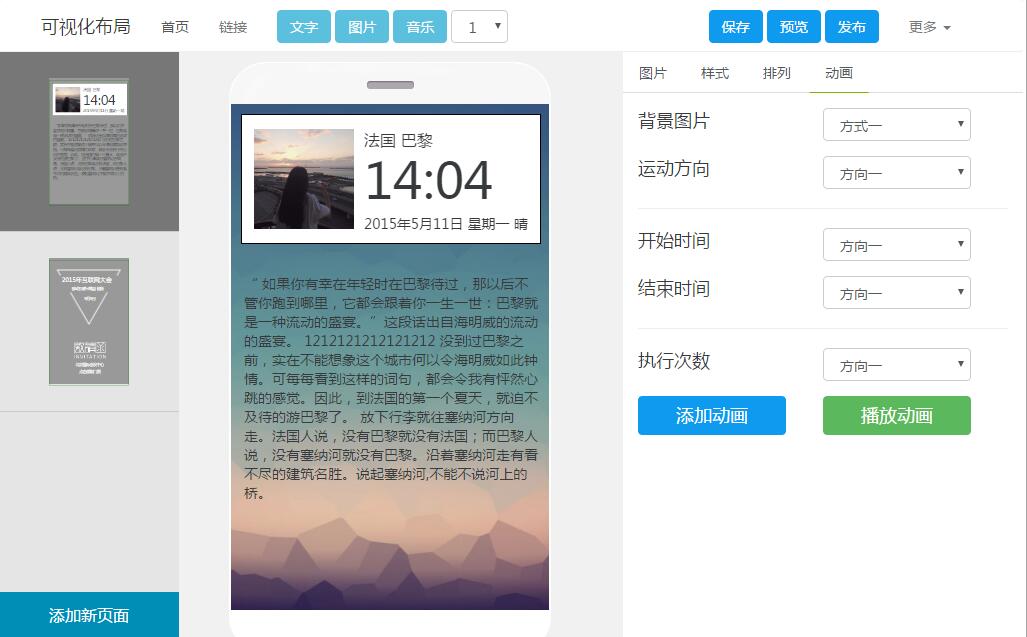 可视化布局 首页 链接 文字 图片 音乐 1 保存 预览 发布 更多
法国 巴黎
14:04
2015年互联网大会
INVITATION
添加新页面
法国 巴黎
14:04
2015年5月11日 星期一 晴
“ 如果你有幸在年轻时在巴黎待过，那以后不
管你跑到哪里，它都会跟着你一生一世：巴黎就
是一种流动的盛宴。”这段话出自海明威的流动
的盛宴。 1212121212121212 没到过巴黎之
前，实在不能想象这个城市何以令海明威如此钟
情。可每每看到这样的词句，都会令我有怦然心
跳的感觉。因此，到法国的第一个夏天，就迫不
及待的游巴黎了。 放下行李就往塞纳河方向
走。法国人说，没有巴黎就没有法国；而巴黎人
说，没有塞纳河就没有巴黎。沿着塞纳河走有看
不尽的建筑名胜。说起塞纳河,不能不说河上的
桥。
图片 样式 排列 动画
背景图片 方式一
运动方向 方向一
开始时间 方向一
结束时间 方向一
执行次数 方向一
添加动画 播放动画